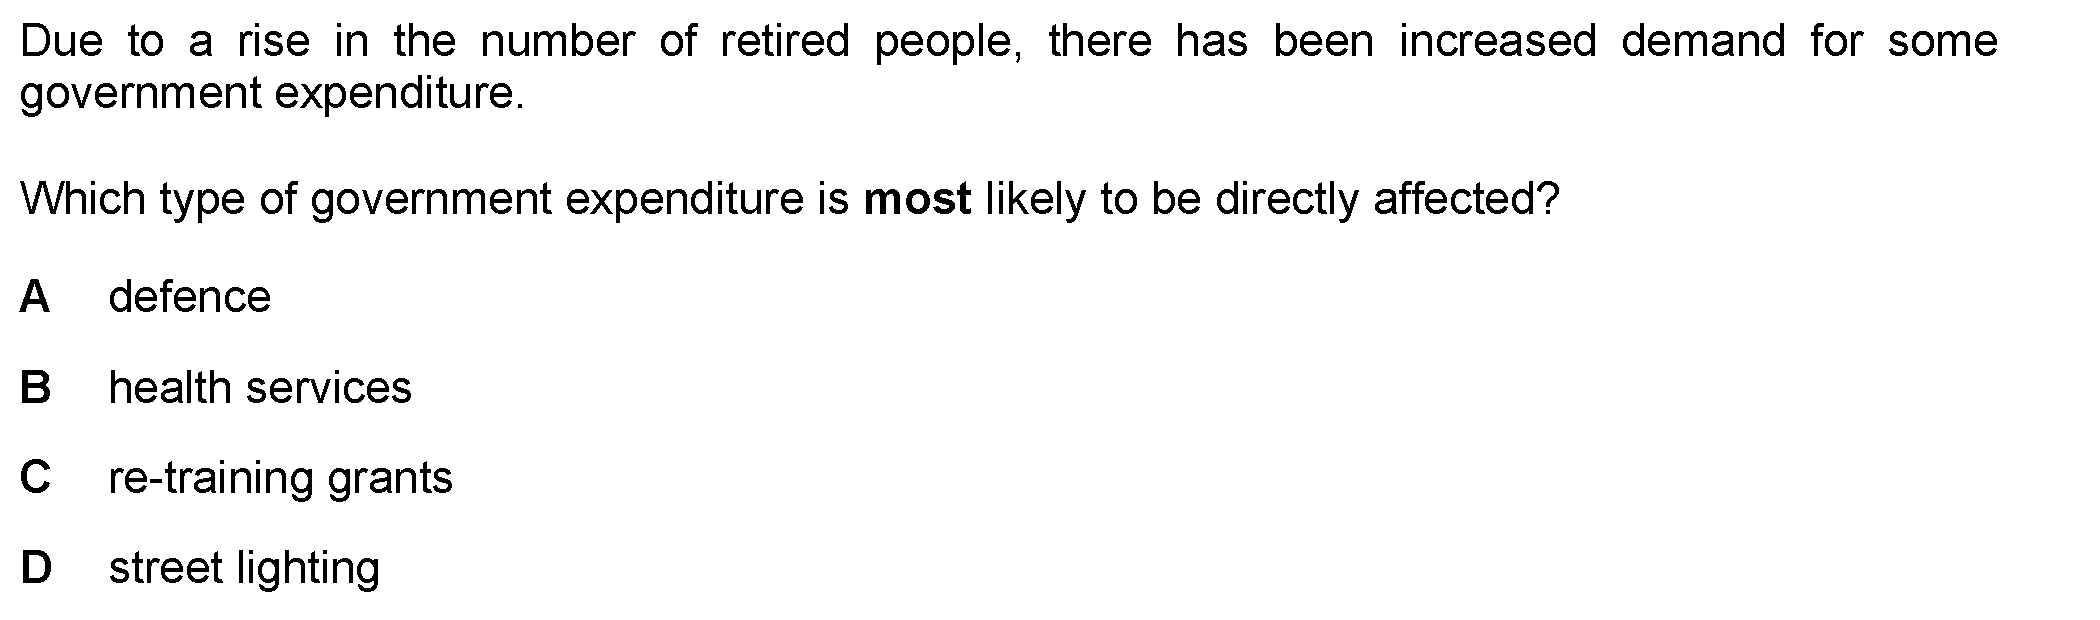 Due to a rise in the number of retired people, there has been increased demand for some
government expenditure.
Which type of government expenditure is most likely to be directly affected?
A defence
B health services
C re-training grants
D street lighting